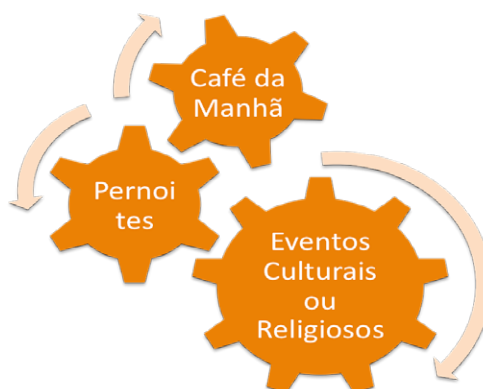 Café da
Manhã
Pernoi
tes
Eventos
Culturais
ou
Religiosos